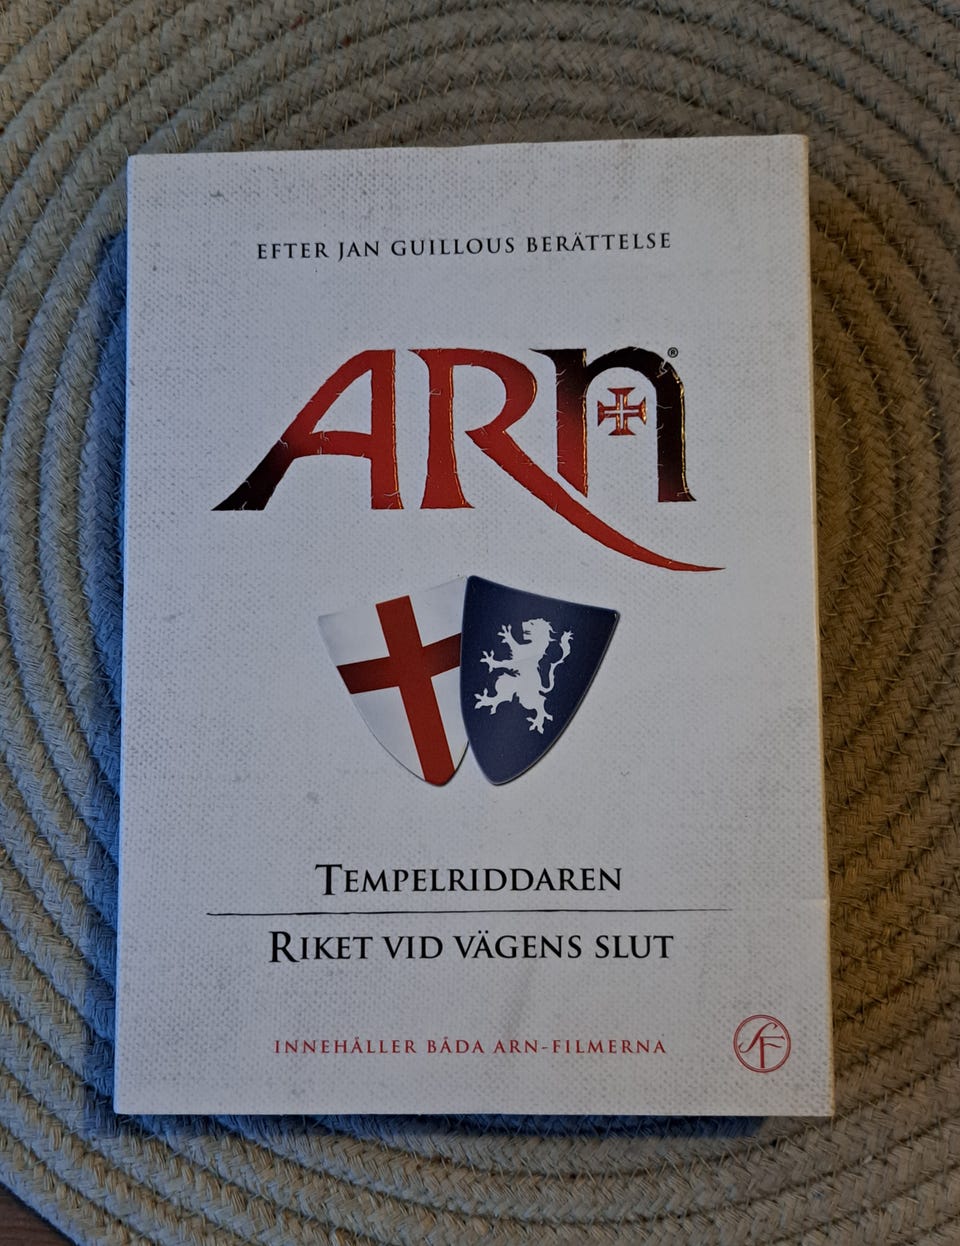 EFTER JAN GUILLOUS BERÄTTELSE
ARN®
TEMPELRIDDAREN
RIKET VID VÄGENS SLUT
INNEHÅLLER BÅDA ARN-FILMERNA
SF